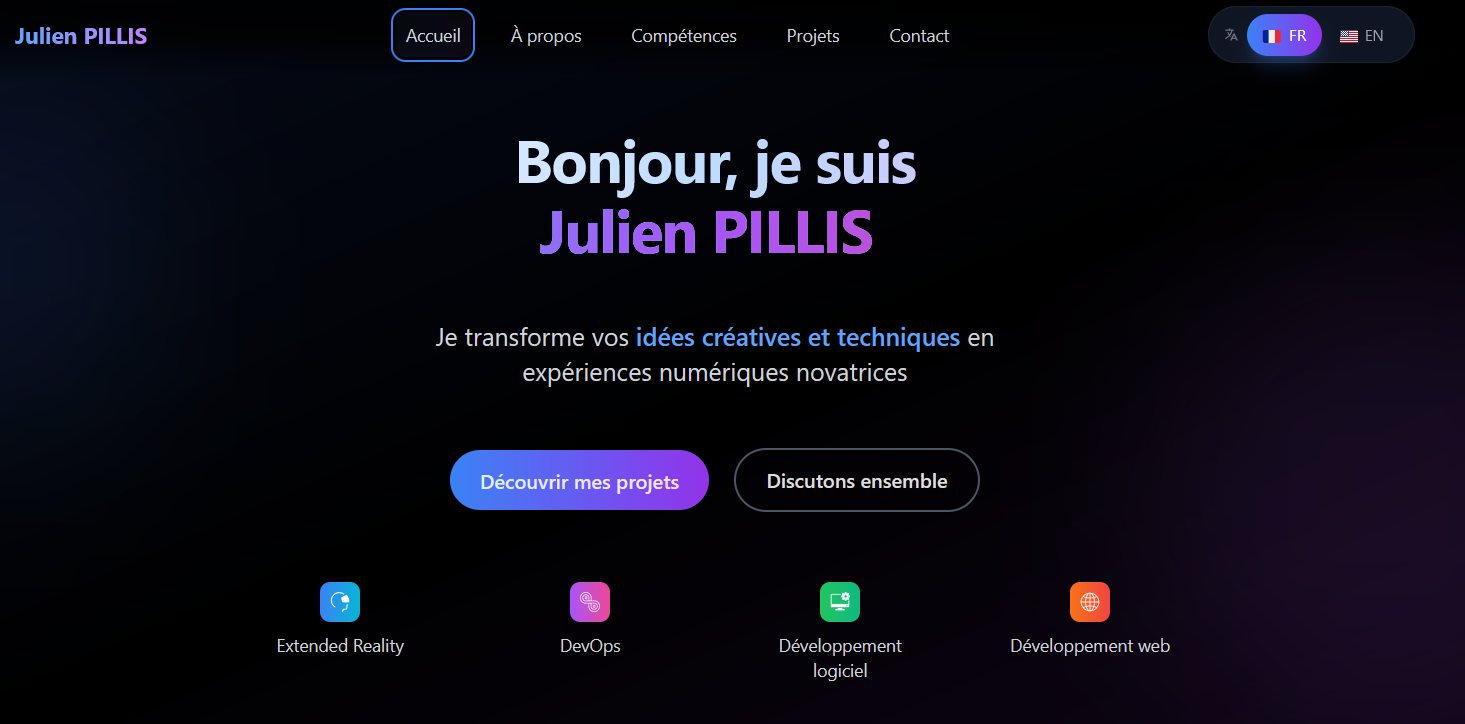 Julien PILLIS
Accueil
À propos
Compétences
Projets
Contact
FR
EN
Bonjour, je suis
Julien PILLIS
Je transforme vos idées créatives et techniques en
expériences numériques novatrices
Découvrir mes projets
Discutons ensemble
Extended Reality
DevOps
Développement
logiciel
Développement web